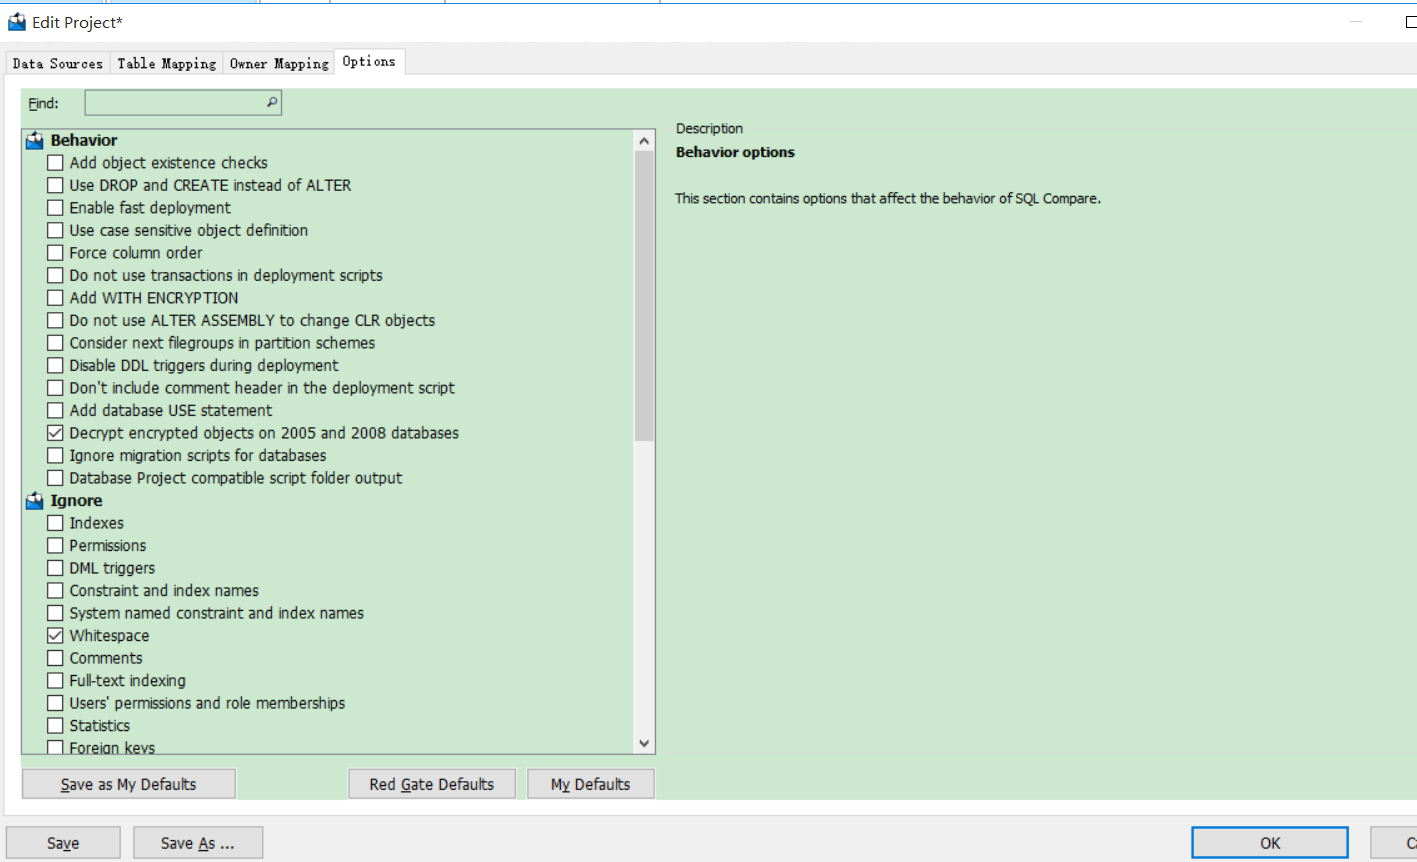 Edit Project*
Data Sources Table Mapping Owner Mapping Options
Find:
Behavior
Add object existence checks
Use DROP and CREATE instead of ALTER
Enable fast deployment
Use case sensitive object definition
Force column order
Do not use transactions in deployment scripts
Add WITH ENCRYPTION
Do not use ALTER ASSEMBLY to change CLR objects
Consider next filegroups in partition schemes
Disable DDL triggers during deployment
Don't include comment header in the deployment script
Add database USE statement
Decrypt encrypted objects on 2005 and 2008 databases
Ignore migration scripts for databases
Database Project compatible script folder output
Ignore
Indexes
Permissions
DML triggers
Constraint and index names
System named constraint and index names
Whitespace
Comments
Full-text indexing
Users' permissions and role memberships
Statistics
Foreign keys
Description
Behavior options
This section contains options that affect the behavior of SQL Compare.
Save as My Defaults Red Gate Defaults My Defaults
Save Save As ... OK